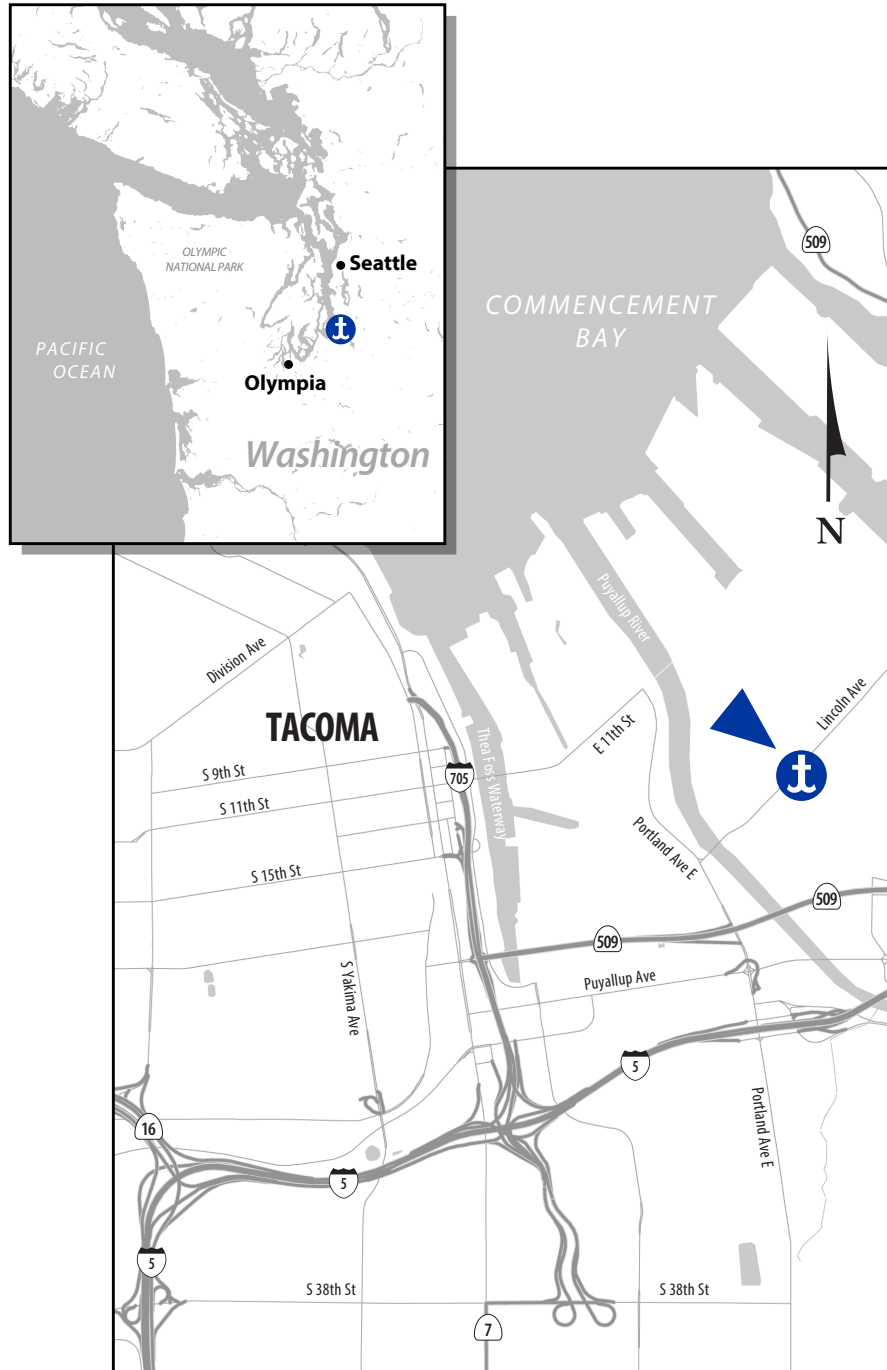 OLYMPIC
NATIONAL PARK
Seattle
PACIFIC
OCEAN
Olympia
Washington
509
COMMENCEMENT
BAY
N
Puyallup River
Division Ave
Lincoln Ave
TACOMA
E 11th St
Thea Foss Waterway
S 9th St
705
S 11th St
Portland Ave E
S 15th St
509
509
S Yakima Ave
Puyallup Ave
5
Portland Ave E
16
5
5
S 38th St
S 38th St
7